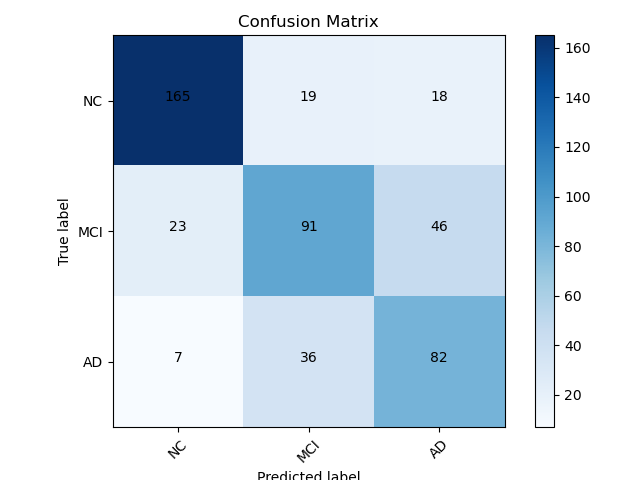 Confusion Matrix
NC 165 19 18
MCI 23 91 46
AD 7 36 82
NC MCI AD
True label
Predicted label
160
140
120
100
80
60
40
20